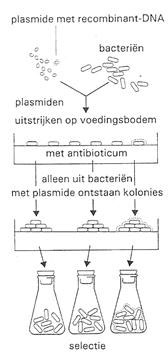 plasmide met recombinant-DNA
bacteriën
plasmiden
uitstrijken op voedingsbodem
met antibioticum
alleen uit bacteriën
met plasmide ontstaan kolonies
selectie